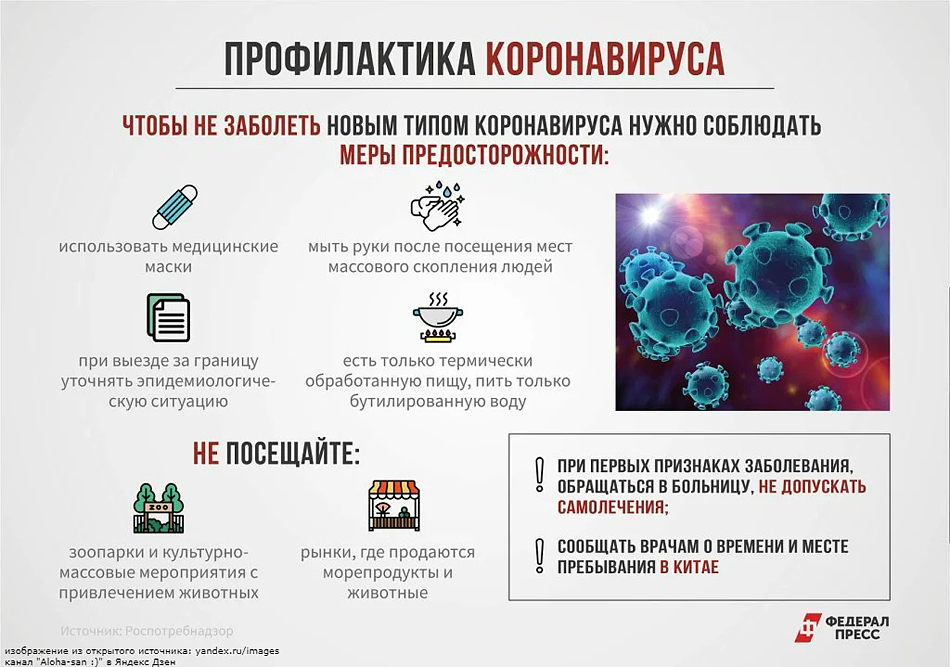 ПРОФИЛАКТИКА КОРОНАВИРУСА
ЧТОБЫ НЕ ЗАБОЛЕТЬ НОВЫМ ТИПОМ КОРОНАВИРУСА НУЖНО СОБЛЮДАТЬ
МЕРЫ ПРЕДОСТОРОЖНОСТИ:
использовать медицинские
маски
мыть руки после посещения мест
массового скопления людей
при выезде за границу
уточнять эпидемиологиче-
скую ситуацию
есть только термически
обработанную пищу, пить только
бутилированную воду
НЕ ПОСЕЩАЙТЕ:
ZOO
зоопарки и культурно-
массовые мероприятия с
привлечением животных
рынки, где продаются
морепродукты и
животные
ПРИ ПЕРВЫХ ПРИЗНАКАХ ЗАБОЛЕВАНИЯ,
ОБРАЩАТЬСЯ В БОЛЬНИЦУ, НЕ ДОПУСКАТЬ
САМОЛЕЧЕНИЯ;
СООБЩАТЬ ВРАЧАМ О ВРЕМЕНИ И МЕСТЕ
ПРЕБЫВАНИЯ В КИТАЕ
Источник: Роспотребнадзор
ФЕДЕРАЛ
ПРЕСС
изображение из открытого источника: yandex.ru/images
канал "Aloha-san :)" в Яндекс Дзен